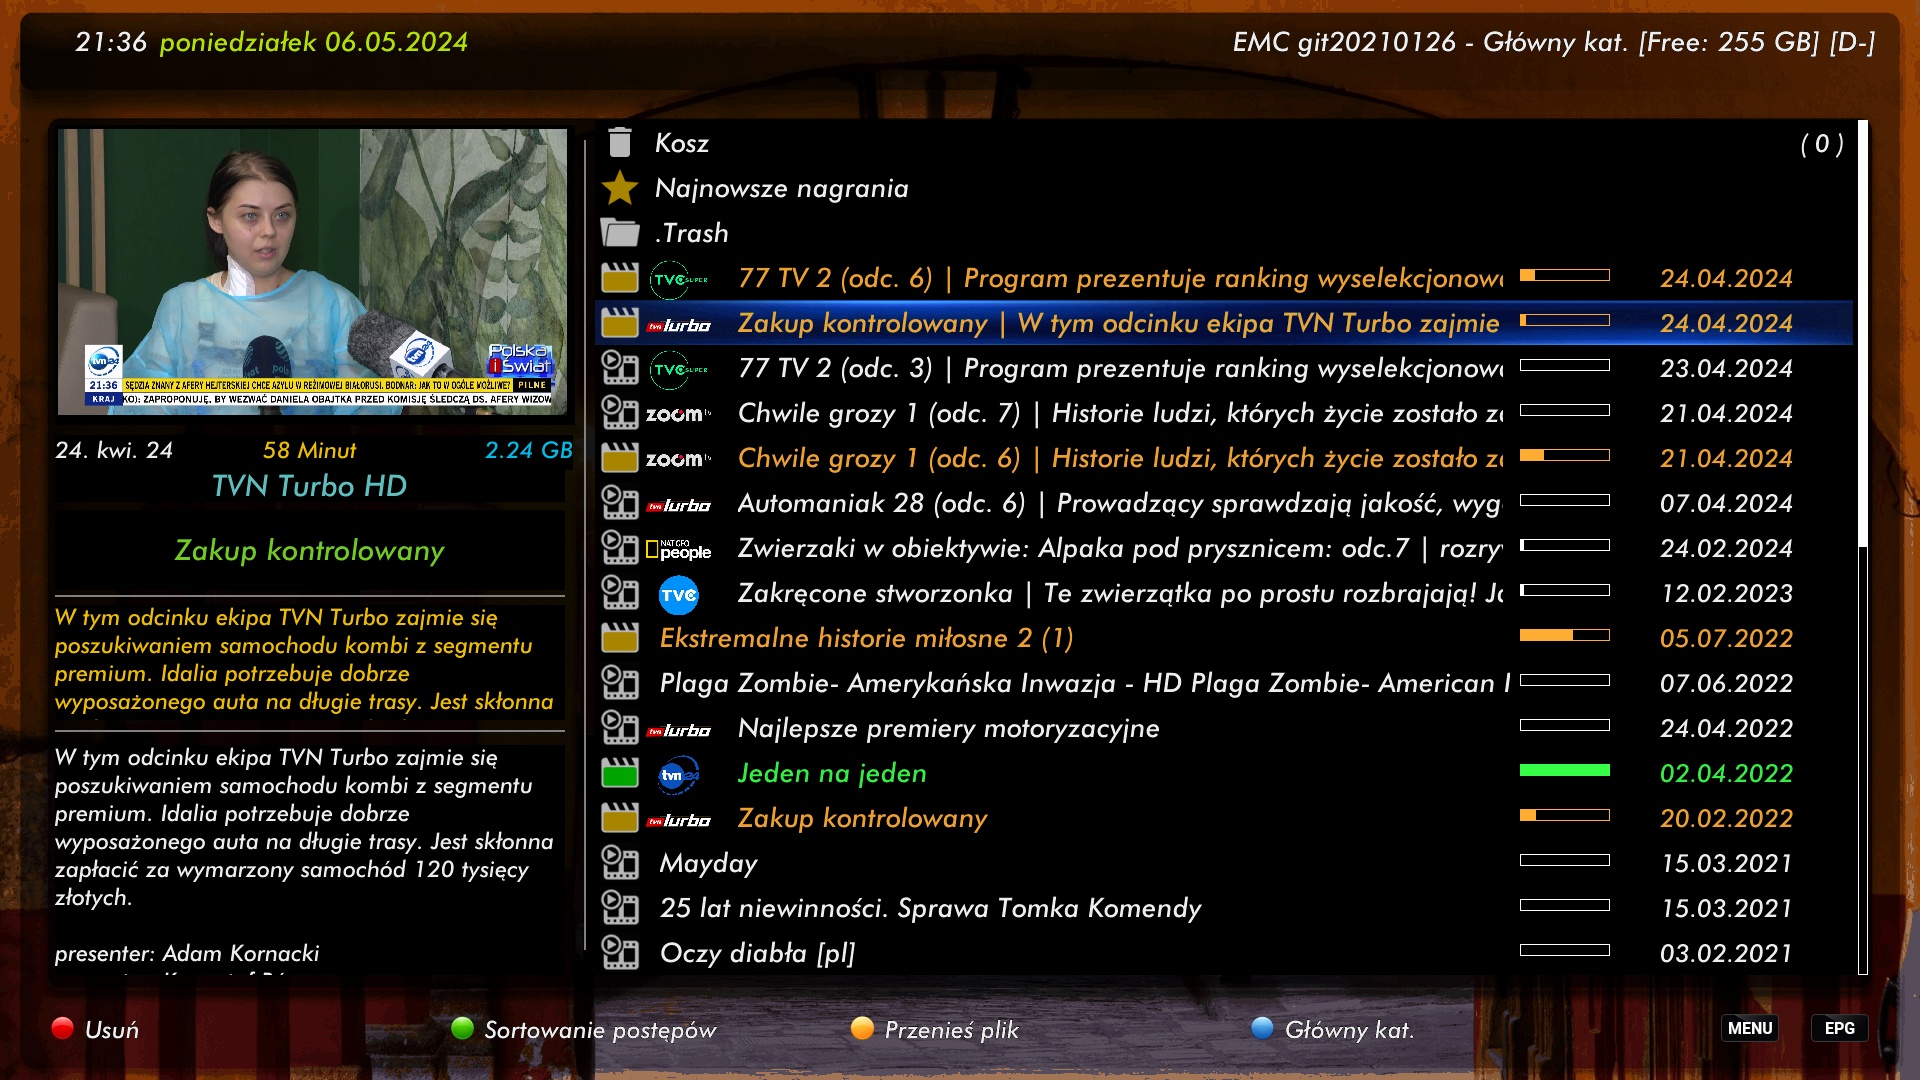 21:36 poniedziałek 06.05.2024
EMC git20210126 - Główny kat. [Free: 255 GB] [D-]
tvn24
Polska
i Świat
21:36 SĘDZIA ZNANY Z AFERY HEJTERSKIEJ CHCE AZYLU W REŻIMOWEJ BIAŁORUSI. BODNAR: JAK TO W OGÓLE MOŻLIWE? PILNE
KRAJ KO): ZAPROPONUJĘ, BY WEZWAĆ DANIELA OBAJTKA PRZED KOMISJĘ ŚLEDCZĄ DS. AFERY WIZOW
24. kwi. 24 58 Minut 2.24 GB
TVN Turbo HD
Zakup kontrolowany
W tym odcinku ekipa TVN Turbo zajmie się
poszukiwaniem samochodu kombi z segmentu
premium. Idalia potrzebuje dobrze
wyposażonego auta na długie trasy. Jest skłonna
W tym odcinku ekipa TVN Turbo zajmie się
poszukiwaniem samochodu kombi z segmentu
premium. Idalia potrzebuje dobrze
wyposażonego auta na długie trasy. Jest skłonna
zapłacić za wymarzony samochód 120 tysięcy
złotych.
presenter: Adam Kornacki
Kosz ( 0 )
Najnowsze nagrania
.Trash
TVC SUPER 77 TV 2 (odc. 6) | Program prezentuje ranking wyselekcjonow 24.04.2024
tvn turbo Zakup kontrolowany | W tym odcinku ekipa TVN Turbo zajmie 24.04.2024
TVC SUPER 77 TV 2 (odc. 3) | Program prezentuje ranking wyselekcjonow 23.04.2024
zoom tv Chwile grozy 1 (odc. 7) | Historie ludzi, których życie zostało z 21.04.2024
zoom tv Chwile grozy 1 (odc. 6) | Historie ludzi, których życie zostało z 21.04.2024
tvn turbo Automaniak 28 (odc. 6) | Prowadzący sprawdzają jakość, wyg 07.04.2024
NAT GEO people Zwierzaki w obiektywie: Alpaka pod prysznicem: odc.7 | rozry 24.02.2024
TVC Zakręcone stworzonka | Te zwierzątka po prostu rozbrajają! J 12.02.2023
Ekstremalne historie miłosne 2 (1) 05.07.2022
Plaga Zombie- Amerykańska Inwazja - HD Plaga Zombie- American I 07.06.2022
tvn turbo Najlepsze premiery motoryzacyjne 24.04.2022
tvn24 Jeden na jeden 02.04.2022
tvn turbo Zakup kontrolowany 20.02.2022
Mayday 15.03.2021
25 lat niewinności. Sprawa Tomka Komendy 15.03.2021
Oczy diabła [pl] 03.02.2021
Usuń Sortowanie postępów Przenieś plik Główny kat. MENU EPG